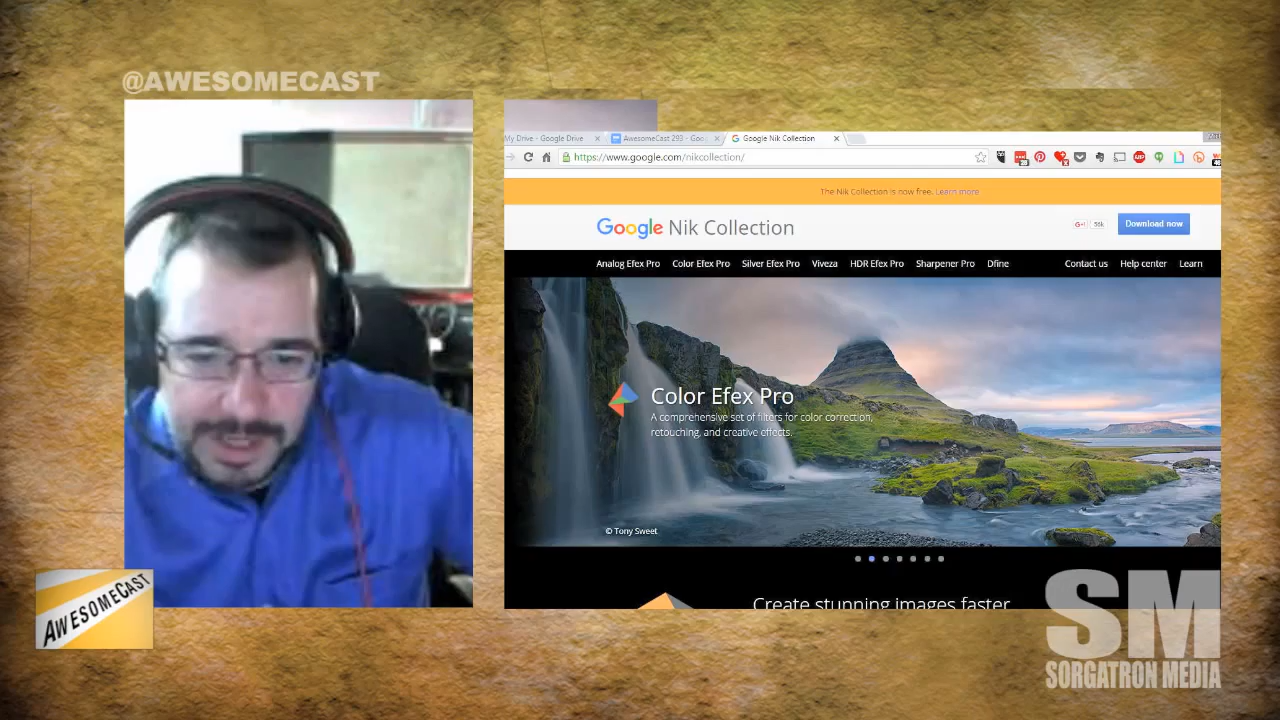 @AWESOMECAST
My Drive - Google Drive
AwesomeCast 293 - Goo
Google Nik Collection
https://www.google.com/nikcollection/
The Nik Collection is now free. Learn more
Google Nik Collection
G+1 56k
Download now
Analog Efex Pro Color Efex Pro Silver Efex Pro Viveza HDR Efex Pro Sharpener Pro Dfine Contact us Help center Learn
Color Efex Pro
A comprehensive set of filters for color correction,
retouching, and creative effects.
© Tony Sweet
Create stunning images faster
AWESOMECAST
SM
SORGATRON MEDIA